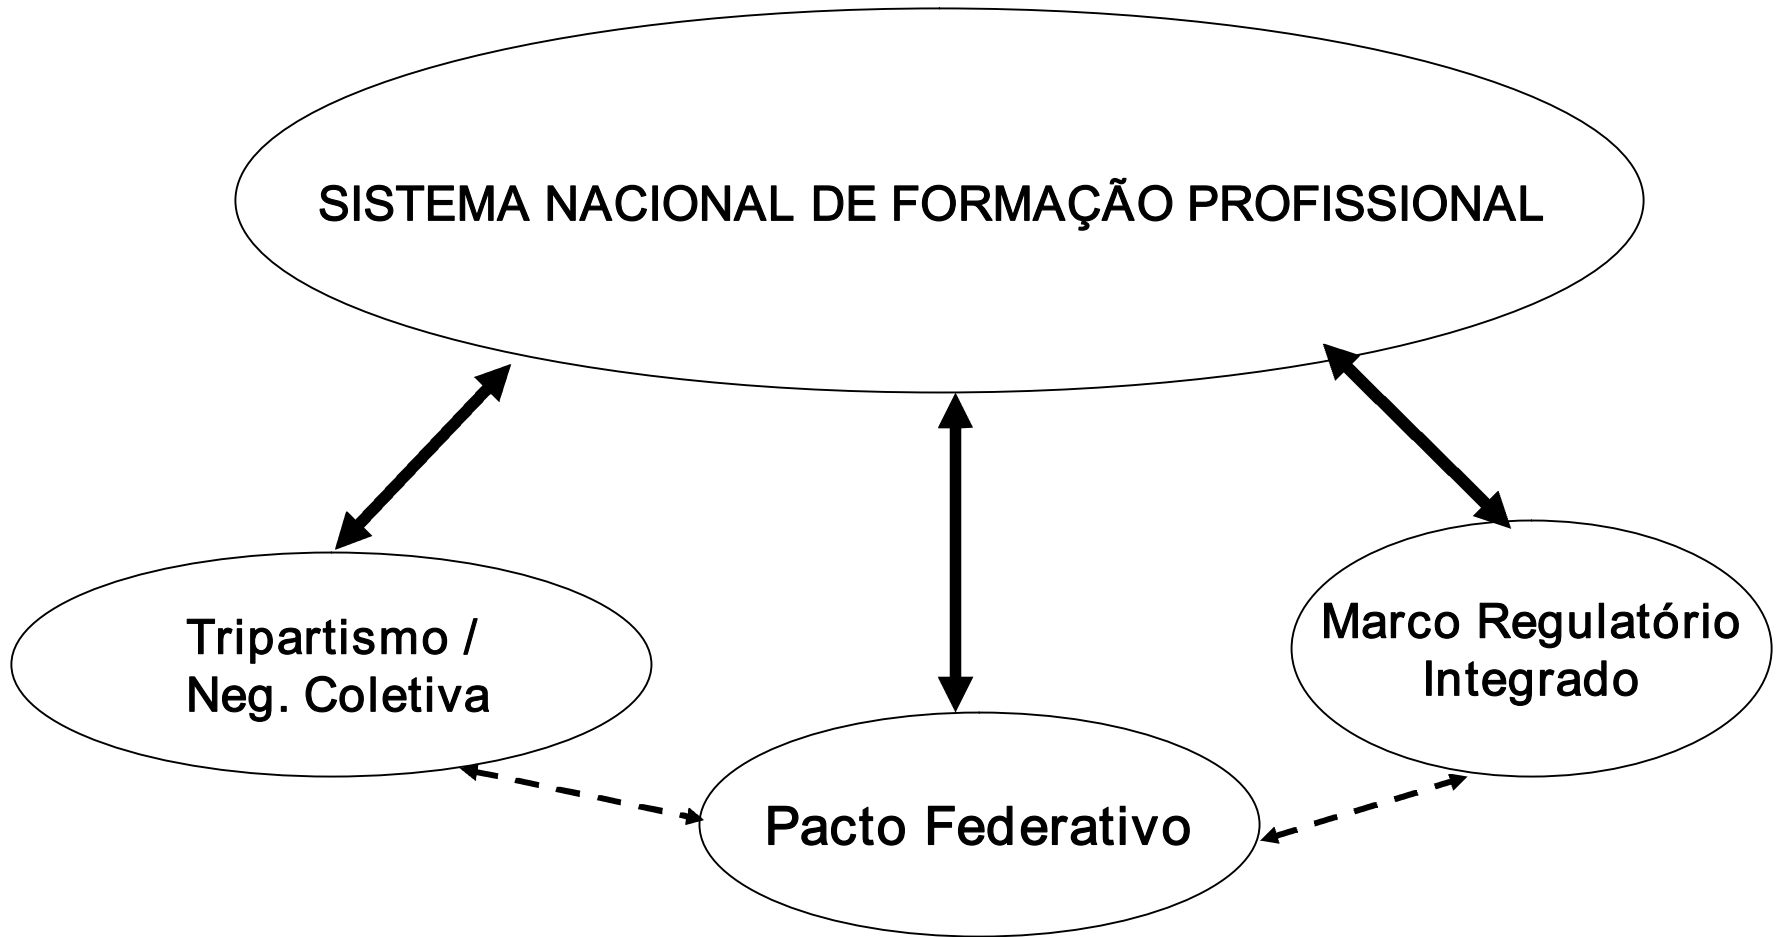 SISTEMA NACIONAL DE FORMAÇÃO PROFISSIONAL
Tripartismo /
Neg. Coletiva
Marco Regulatório
Integrado
Pacto Federativo